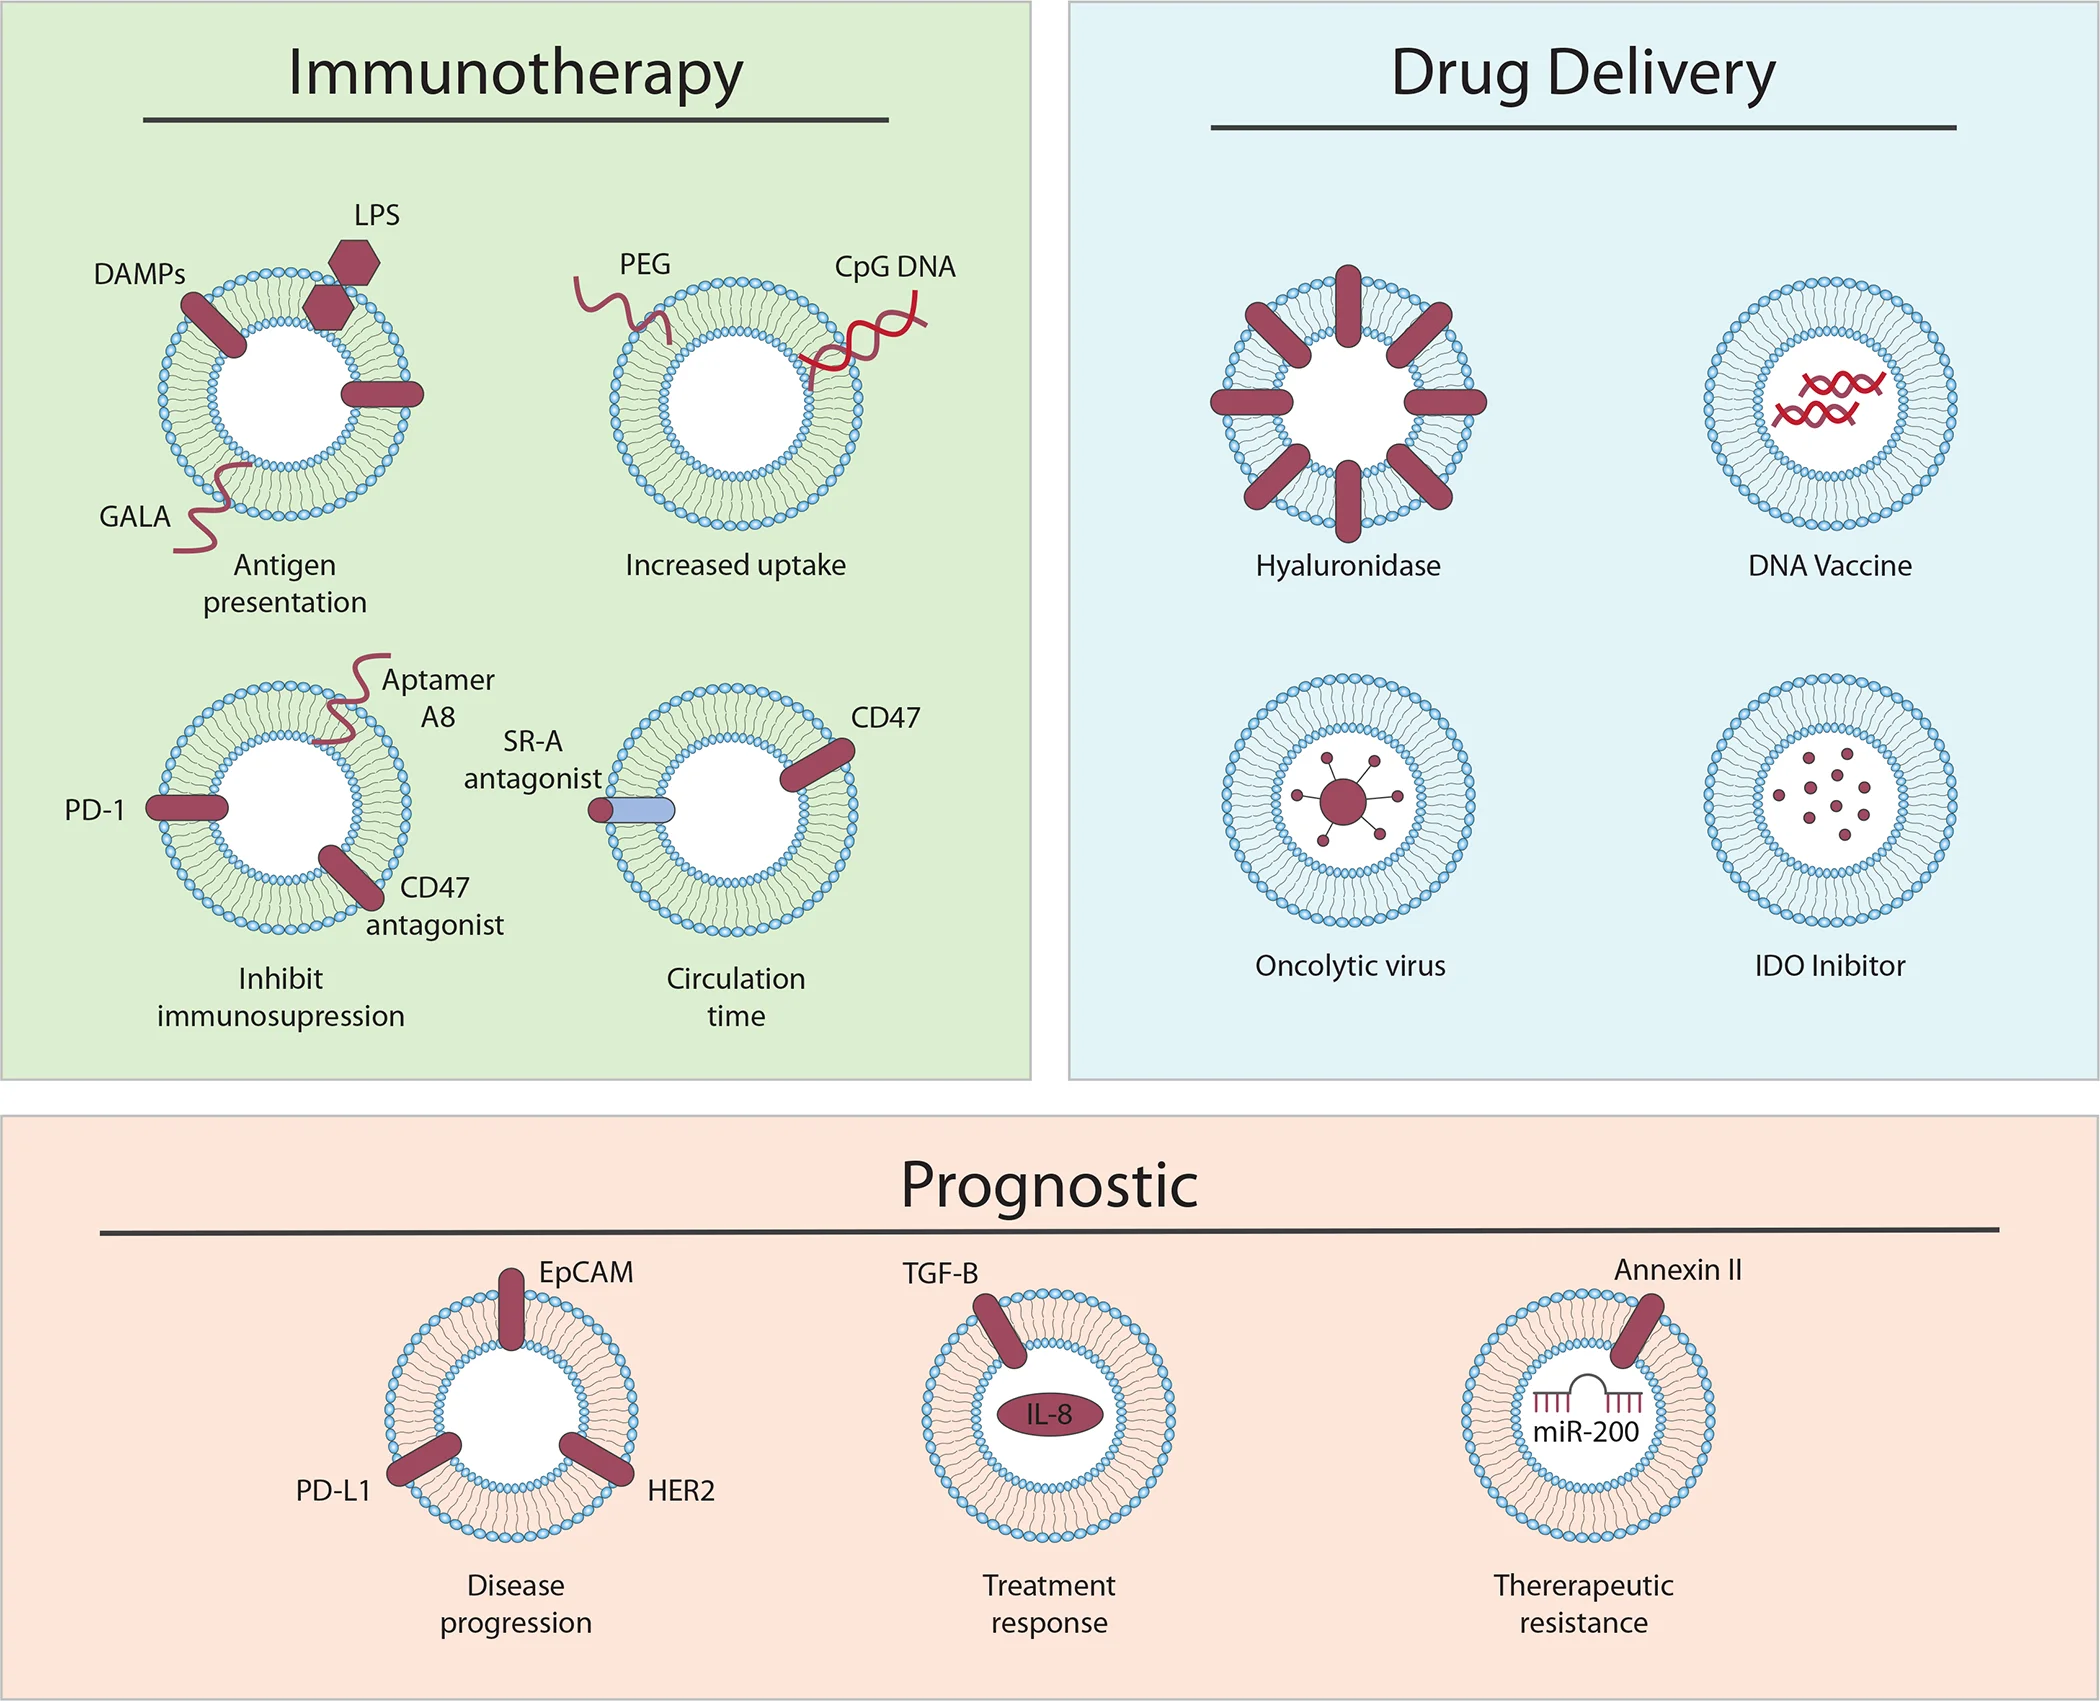 Immunotherapy
LPS
DAMPs
GALA
Antigen
presentation
PEG
CpG DNA
Increased uptake
Aptamer
A8
PD-1
CD47
antagonist
Inhibit
immunosupression
SR-A
antagonist
CD47
Circulation
time
Drug Delivery
Hyaluronidase
DNA Vaccine
Oncolytic virus
IDO Inibitor
Prognostic
EpCAM
PD-L1
HER2
Disease
progression
TGF-B
IL-8
Treatment
response
Annexin II
miR-200
Thererapeutic
resistance